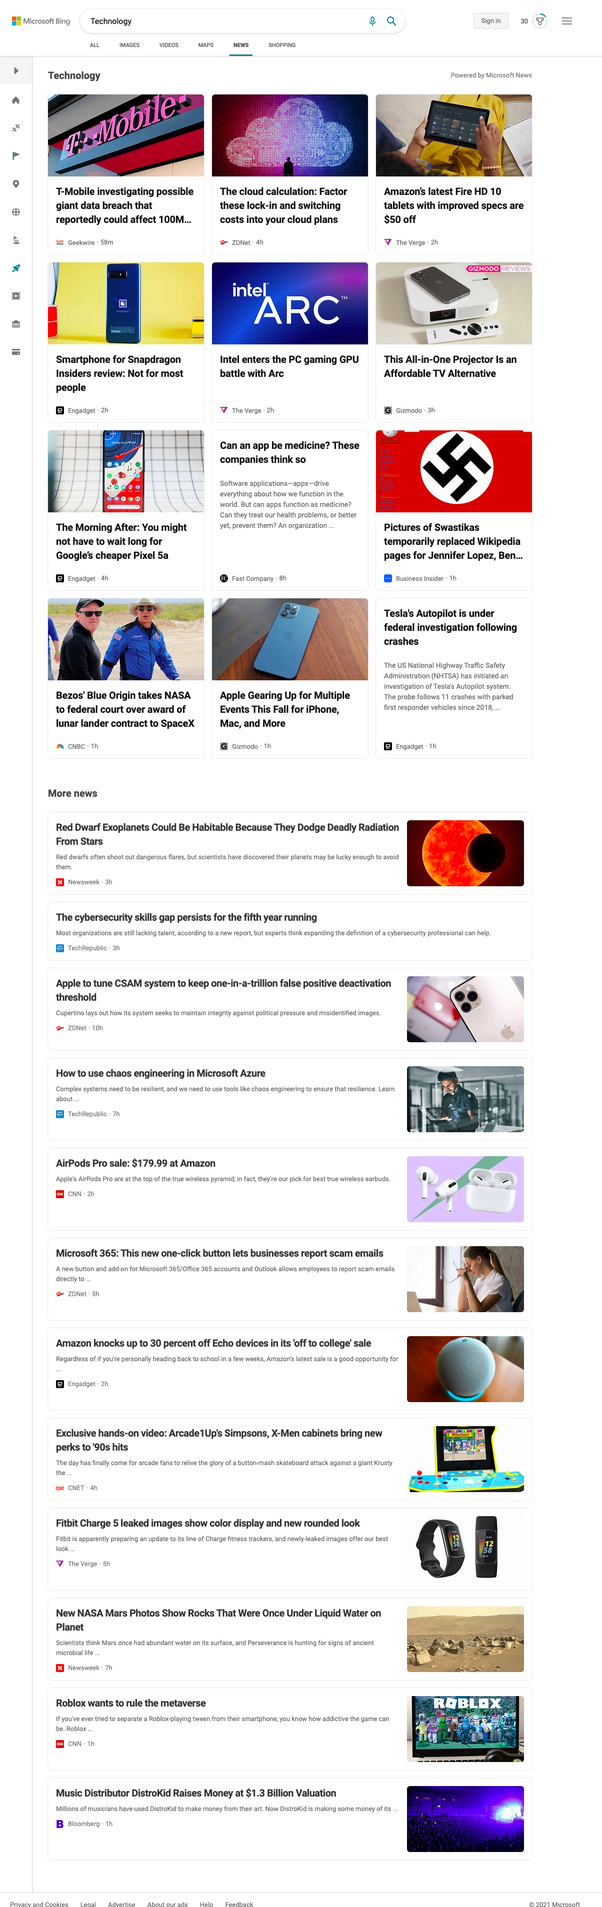 Microsoft Bing
Technology
Sign in
30
ALL
IMAGES
VIDEOS
MAPS
NEWS
SHOPPING
Technology
Powered by Microsoft News
T-Mobile
T-Mobile investigating possible
giant data breach that
reportedly could affect 100M...
Geekwire · 58m
The cloud calculation: Factor
these lock-in and switching
costs into your cloud plans
ZDNet · 4h
Amazon's latest Fire HD 10
tablets with improved specs are
$50 off
The Verge · 2h
Smartphone for Snapdragon
Insiders review: Not for most
people
Engadget · 2h
intel
ARC™
Intel enters the PC gaming GPU
battle with Arc
The Verge · 2h
GIZMODO REVIEWS
This All-in-One Projector Is an
Affordable TV Alternative
Gizmodo · 3h
The Morning After: You might
not have to wait long for
Google's cheaper Pixel 5a
Engadget · 4h
Can an app be medicine? These
companies think so
Software applications—apps—drive
everything about how we function in the
world. But can apps function as medicine?
Can they treat our health problems, or better
yet, prevent them? An organization ...
Fast Company · 8h
Pictures of Swastikas
temporarily replaced Wikipedia
pages for Jennifer Lopez, Ben...
Business Insider · 1h
Bezos' Blue Origin takes NASA
to federal court over award of
lunar lander contract to SpaceX
CNBC · 1h
Apple Gearing Up for Multiple
Events This Fall for iPhone,
Mac, and More
Gizmodo · 1h
Tesla's Autopilot is under
federal investigation following
crashes
The US National Highway Traffic Safety
Administration (NHTSA) has initiated an
investigation of Tesla's Autopilot system.
The probe follows 11 crashes with parked
first responder vehicles since 2018, ...
Engadget · 1h
More news
Red Dwarf Exoplanets Could Be Habitable Because They Dodge Deadly Radiation
From Stars
Red dwarfs often shoot out dangerous flares, but scientists have discovered their planets may be lucky enough to avoid
them.
Newsweek · 3h
The cybersecurity skills gap persists for the fifth year running
Most organizations are still lacking talent, according to a new report, but experts think expanding the definition of a cybersecurity professional can help.
TechRepublic · 3h
Apple to tune CSAM system to keep one-in-a-trillion false positive deactivation
threshold
Cupertino lays out how its system seeks to maintain integrity against political pressure and misidentified images.
ZDNet · 10h
How to use chaos engineering in Microsoft Azure
Complex systems need to be resilient, and we need to use tools like chaos engineering to ensure that resilience. Learn
about ...
TechRepublic · 7h
AirPods Pro sale: $179.99 at Amazon
Apple's AirPods Pro are at the top of the true wireless pyramid; in fact, they're our pick for best true wireless earbuds.
CNN · 2h
Microsoft 365: This new one-click button lets businesses report scam emails
A new button and add-on for Microsoft 365/Office 365 accounts and Outlook allows employees to report scam emails
directly to ...
ZDNet · 5h
Amazon knocks up to 30 percent off Echo devices in its 'off to college' sale
Regardless of if you're personally heading back to school in a few weeks, Amazon's latest sale is a good opportunity for
...
Engadget · 2h
Exclusive hands-on video: Arcade1Up's Simpsons, X-Men cabinets bring new
perks to '90s hits
The day has finally come for arcade fans to relive the glory of a button-mash skateboard attack against a giant Krusty
the ...
CNET · 4h
Fitbit Charge 5 leaked images show color display and new rounded look
Fitbit is apparently preparing an update to its line of Charge fitness trackers, and newly-leaked images offer our best
look ...
The Verge · 5h
New NASA Mars Photos Show Rocks That Were Once Under Liquid Water on
Planet
Scientists think Mars once had abundant water on its surface, and Perseverance is hunting for signs of ancient
microbial life ...
Newsweek · 7h
Roblox wants to rule the metaverse
If you've ever tried to separate a Roblox-playing tween from their smartphone, you know how addictive the game can
be. Roblox ...
CNN · 1h
ROBLOX
Music Distributor DistroKid Raises Money at $1.3 Billion Valuation
Millions of musicians have used DistroKid to make money from their art. Now DistroKid is making some money of its ...
Bloomberg · 1h
Privacy and Cookies
Legal
Advertise
About our ads
Help
Feedback
© 2021 Microsoft